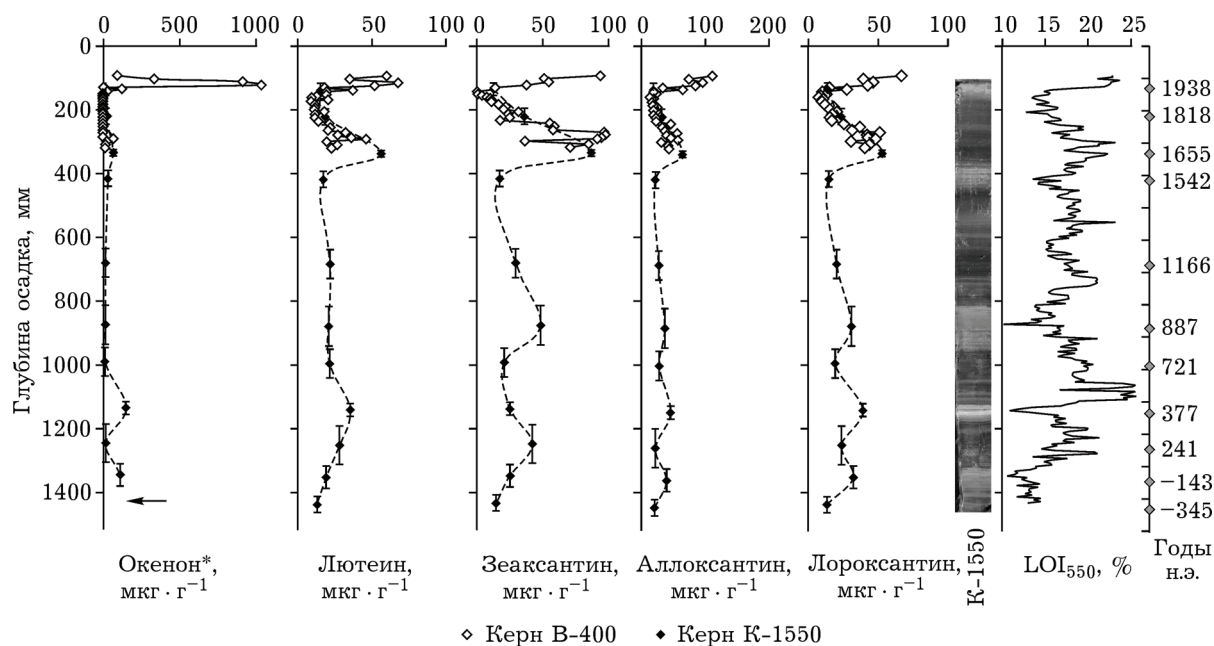 0 500 1000 0 50 100 0 50 100 0 100 200 0 50 100 10 15 20 25
0
200
400
600
800
1000
1200
1400
Глубина осадка, мм
1938
1818
1655
1542
1166
887
721
377
241
−143
−345
Окенон*,
мкг · г⁻¹
Лютеин,
мкг · г⁻¹
Зеаксантин,
мкг · г⁻¹
Аллоксантин,
мкг · г⁻¹
Лороксантин,
мкг · г⁻¹
К-1550
LOI₅₅₀, %
Годы
н.э.
Керн В-400 Керн К-1550